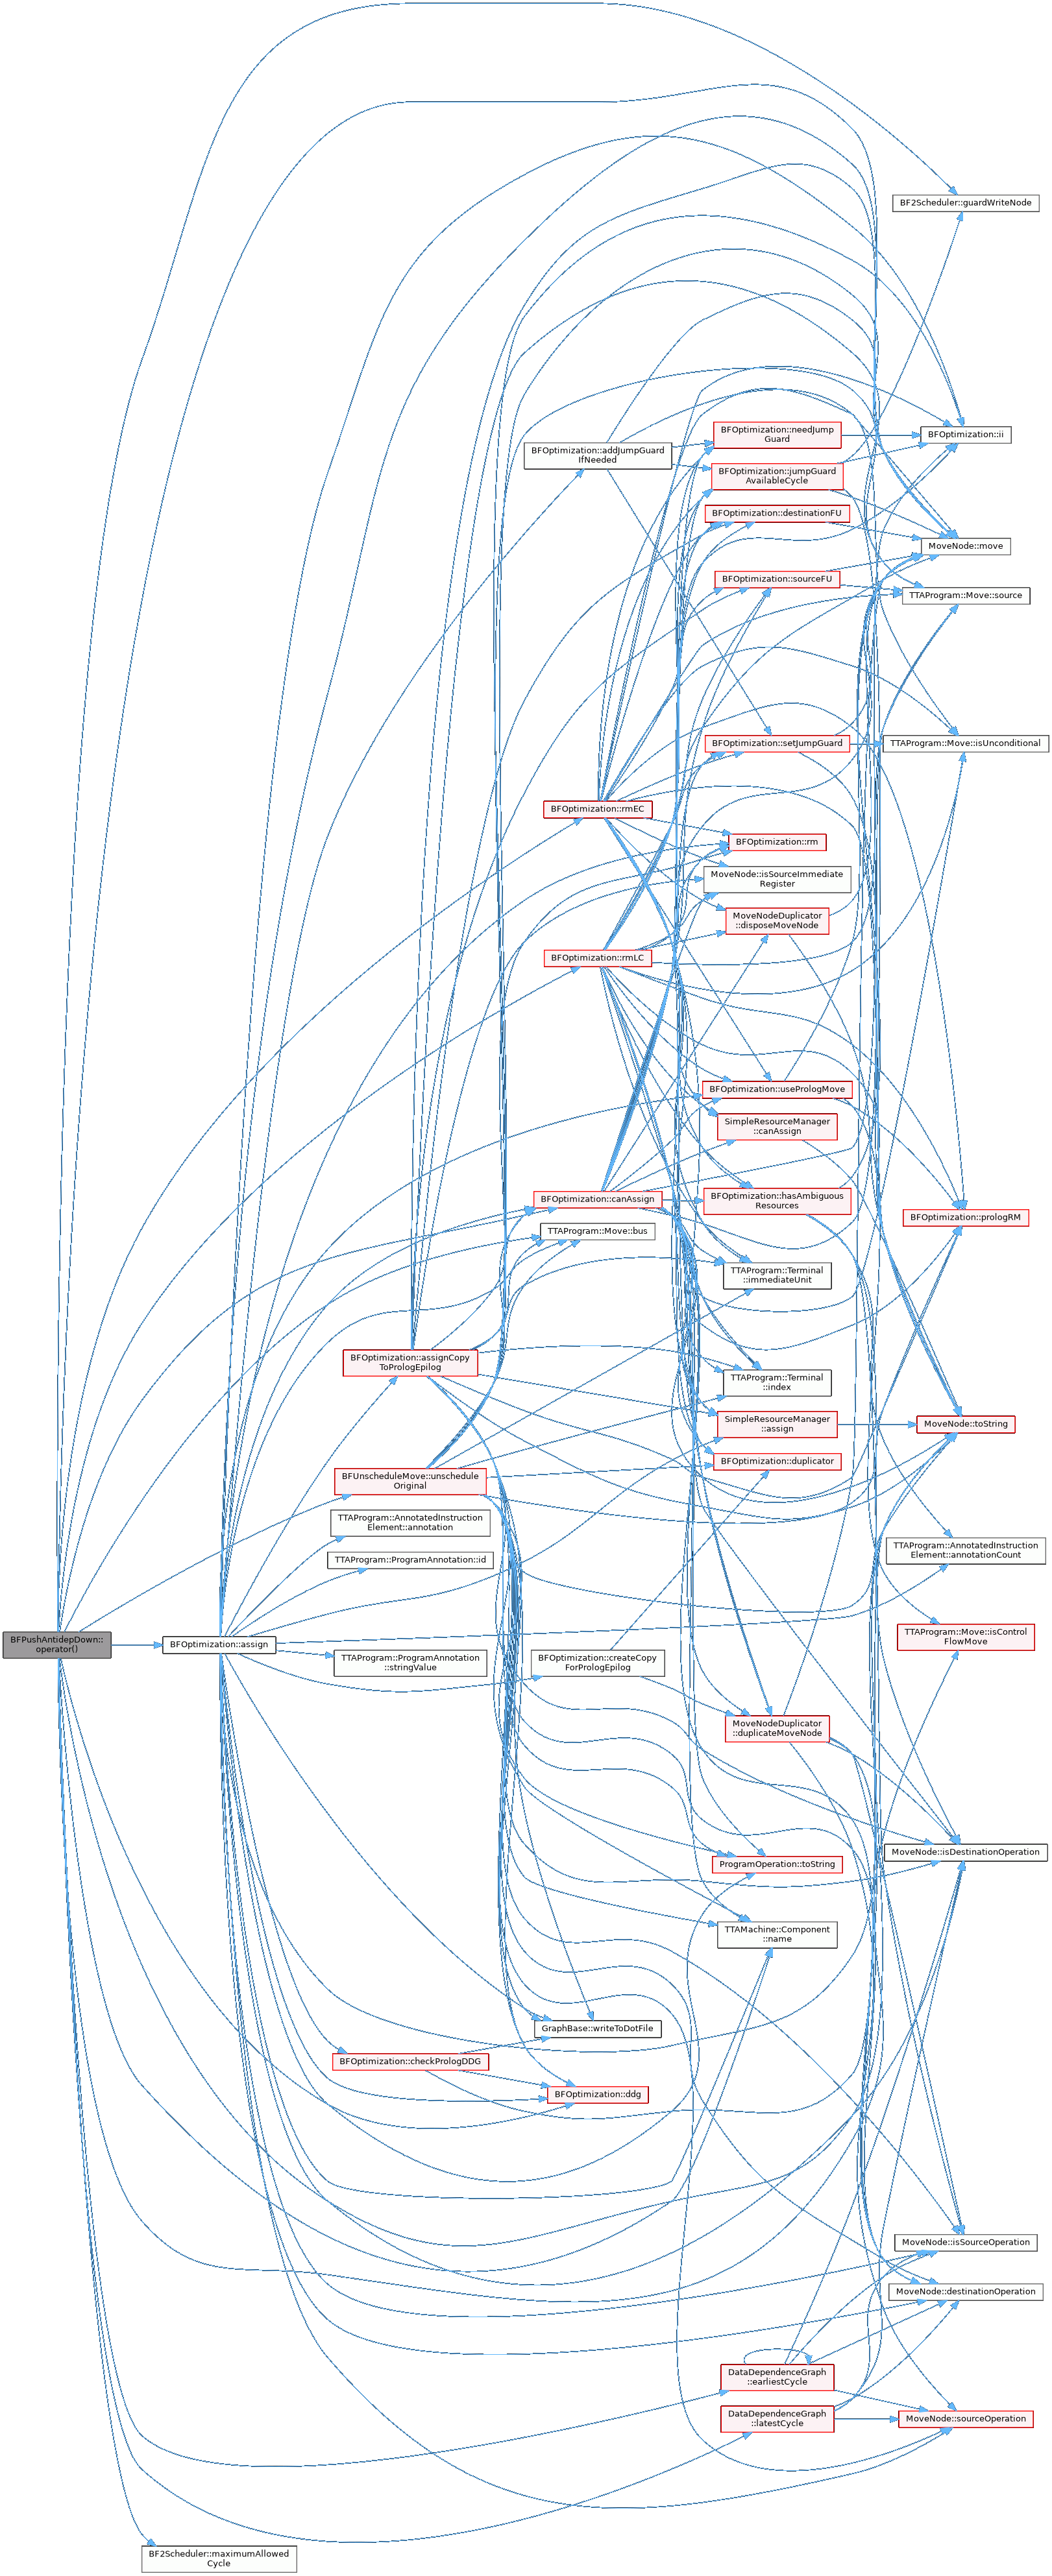 BF2Scheduler::guardWriteNode
BFOptimization::needJump
Guard
BFOptimization::ii
BFOptimization::addJumpGuard
IfNeeded
BFOptimization::jumpGuard
AvailableCycle
BFOptimization::destinationFU
MoveNode::move
BFOptimization::sourceFU
TTAProgram::Move::source
BFOptimization::setJumpGuard
TTAProgram::Move::isUnconditional
BFOptimization::rmEC
BFOptimization::rm
MoveNode::isSourceImmediate
Register
MoveNodeDuplicator
::disposeMoveNode
BFOptimization::rmLC
BFOptimization::usePrologMove
SimpleResourceManager
::canAssign
BFOptimization::canAssign
BFOptimization::hasAmbiguous
Resources
BFOptimization::prologRM
TTAProgram::Move::bus
TTAProgram::Terminal
::immediateUnit
BFOptimization::assignCopy
ToPrologEpilog
TTAProgram::Terminal
::index
SimpleResourceManager
::assign
MoveNode::toString
BFOptimization::duplicator
BFUnscheduleMove::unschedule
Original
TTAProgram::AnnotatedInstruction
Element::annotation
TTAProgram::AnnotatedInstruction
Element::annotationCount
TTAProgram::ProgramAnnotation::id
BFPushAntidepDown::
operator()
BFOptimization::assign
TTAProgram::Move::isControl
FlowMove
TTAProgram::ProgramAnnotation
::stringValue
BFOptimization::createCopy
ForPrologEpilog
MoveNodeDuplicator
::duplicateMoveNode
MoveNode::isDestinationOperation
ProgramOperation::toString
TTAMachine::Component
::name
GraphBase::writeToDotFile
BFOptimization::checkPrologDDG
BFOptimization::ddg
MoveNode::isSourceOperation
MoveNode::destinationOperation
DataDependenceGraph
::earliestCycle
DataDependenceGraph
::latestCycle
MoveNode::sourceOperation
BF2Scheduler::maximumAllowed
Cycle